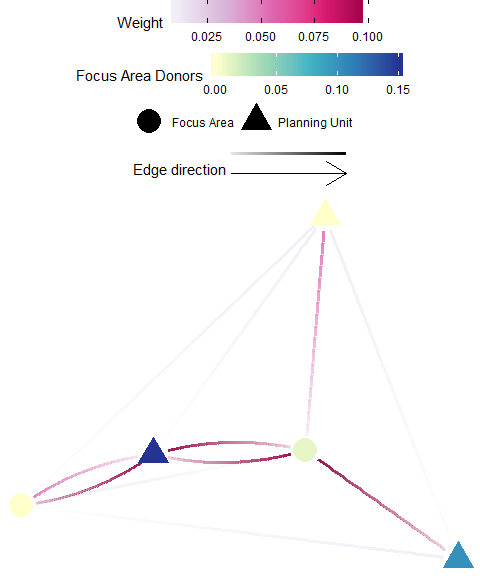 Weight
0.025 0.050 0.075 0.100
Focus Area Donors
0.00 0.05 0.10 0.15
Focus Area Planning Unit
Edge direction